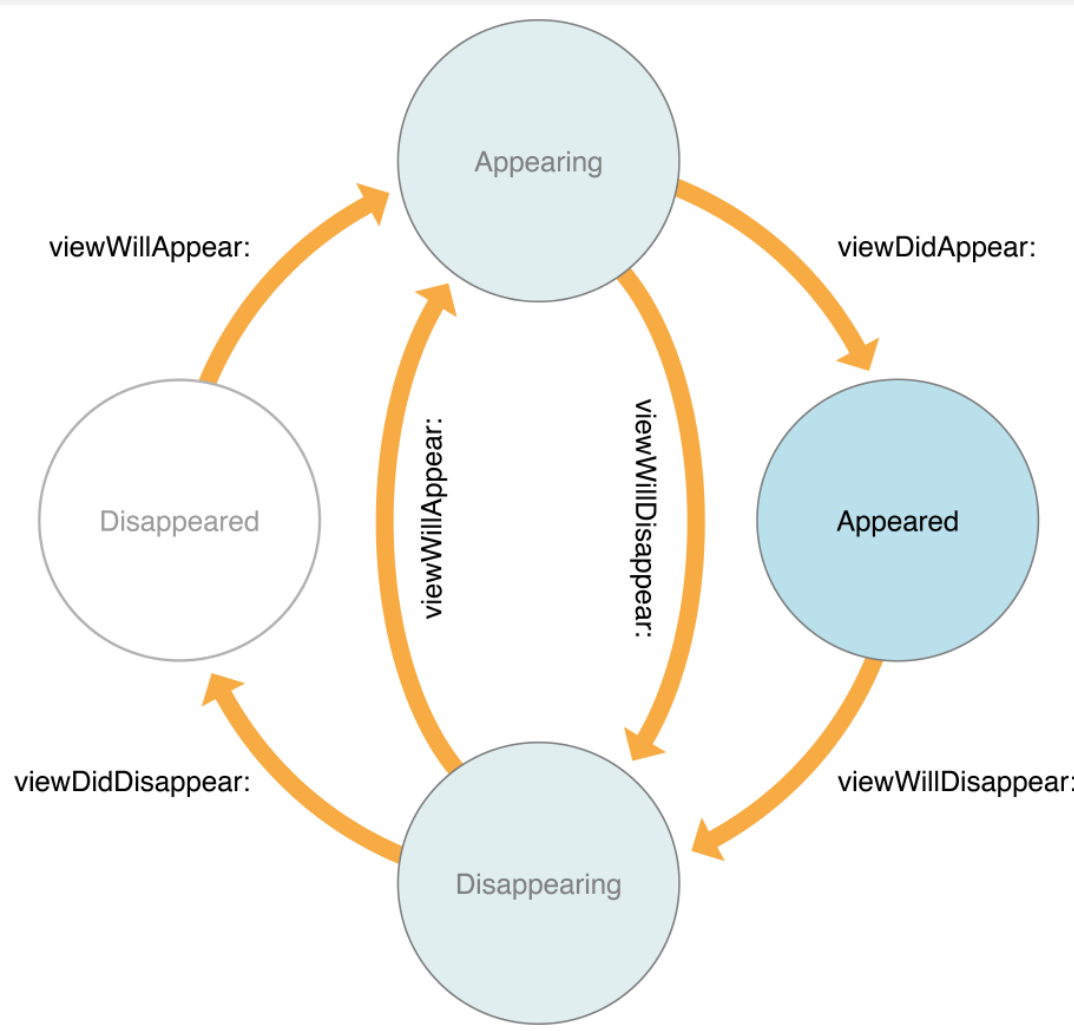 Appearing
viewWillAppear:
viewDidAppear:
viewWillAppear:
viewWillDisappear:
Disappeared
Appeared
viewDidDisappear:
viewWillDisappear:
Disappearing